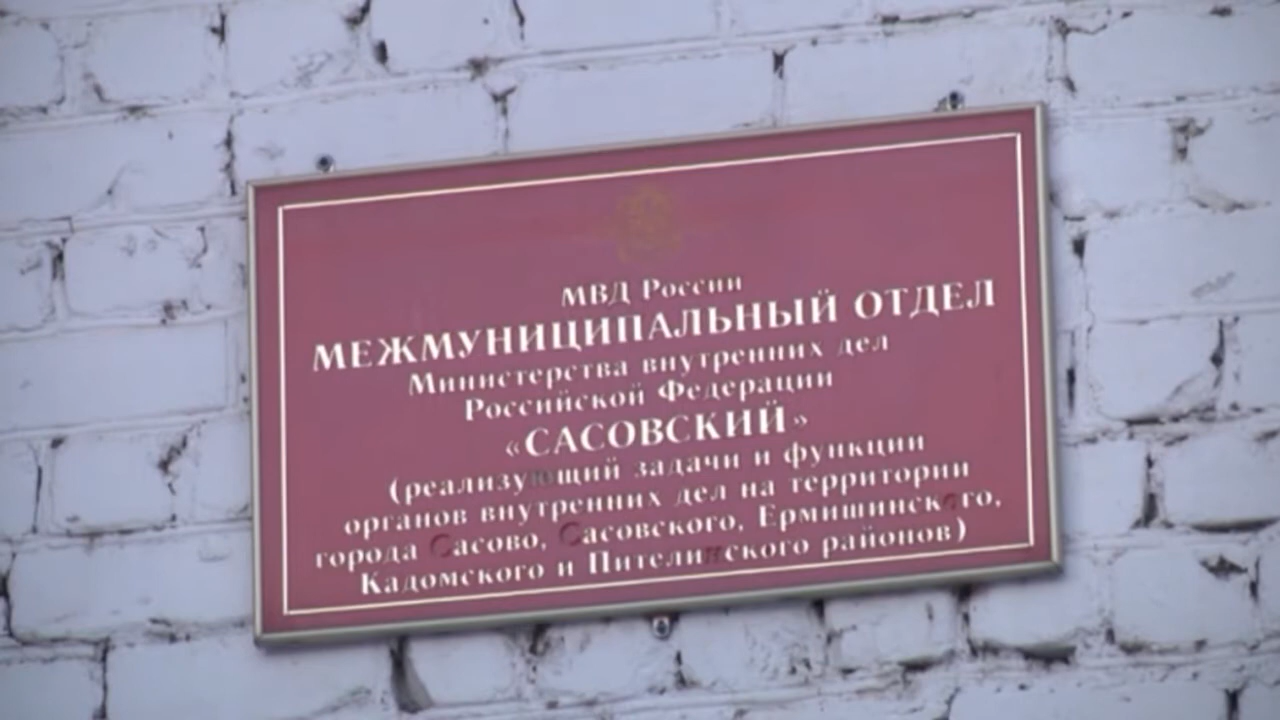 МВД России
МЕЖМУНИЦИПАЛЬНЫЙ ОТДЕЛ
Министерства внутренних дел
Российской Федерации
«САСОВСКИЙ»
(реализующий задачи и функции
органов внутренних дел на территории
города Сасово, Сасовского, Ермишинского,
Кадомского и Пителинского районов)